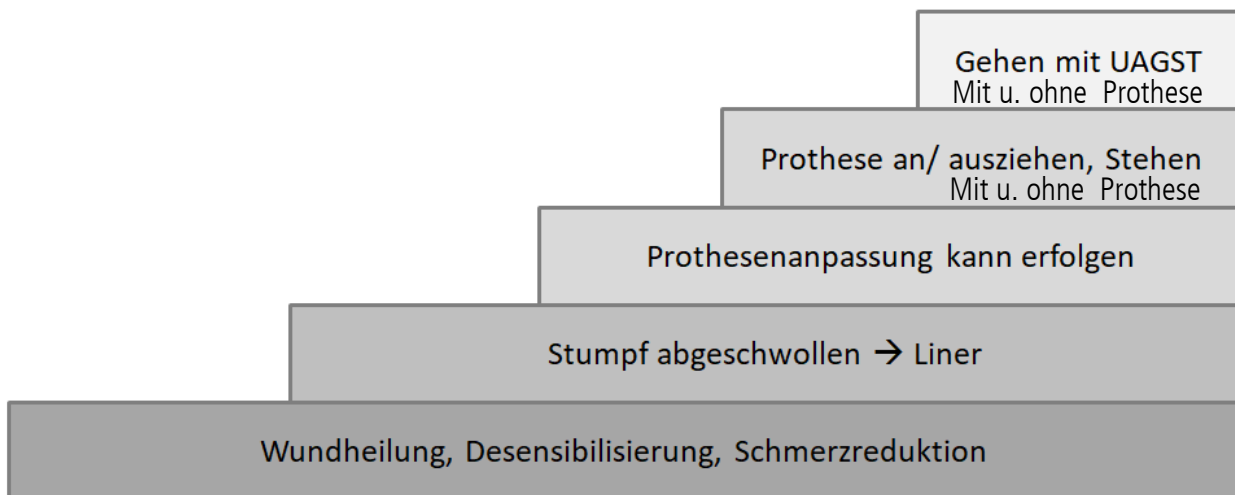 Gehen mit UAGST
Mit u. ohne Prothese
Prothese an/ ausziehen, Stehen
Mit u. ohne Prothese
Prothesenanpassung kann erfolgen
Stumpf abgeschwollen → Liner
Wundheilung, Desensibilisierung, Schmerzreduktion